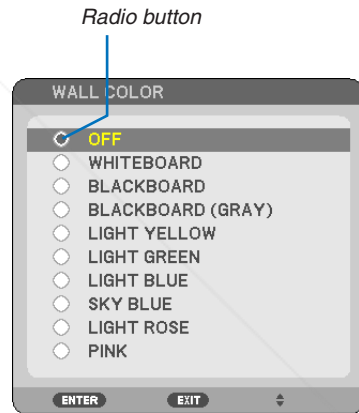 Radio button
WALL COLOR
OFF
WHITEBOARD
BLACKBOARD
BLACKBOARD (GRAY)
LIGHT YELLOW
LIGHT GREEN
LIGHT BLUE
SKY BLUE
LIGHT ROSE
PINK
ENTER EXIT